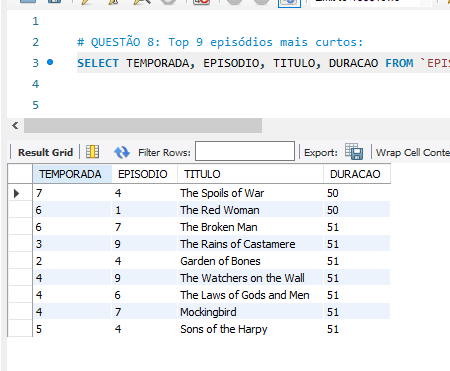 1
2 # QUESTÃO 8: Top 9 episódios mais curtos:
3 SELECT TEMPORADA, EPISODIO, TITULO, DURACAO FROM `EPIS
4
5
Result Grid Filter Rows: Export: Wrap Cell Conte
TEMPORADA EPISODIO TITULO DURACAO
7 4 The Spoils of War 50
6 1 The Red Woman 50
6 7 The Broken Man 51
3 9 The Rains of Castamere 51
2 4 Garden of Bones 51
4 9 The Watchers on the Wall 51
4 6 The Laws of Gods and Men 51
4 7 Mockingbird 51
5 4 Sons of the Harpy 51